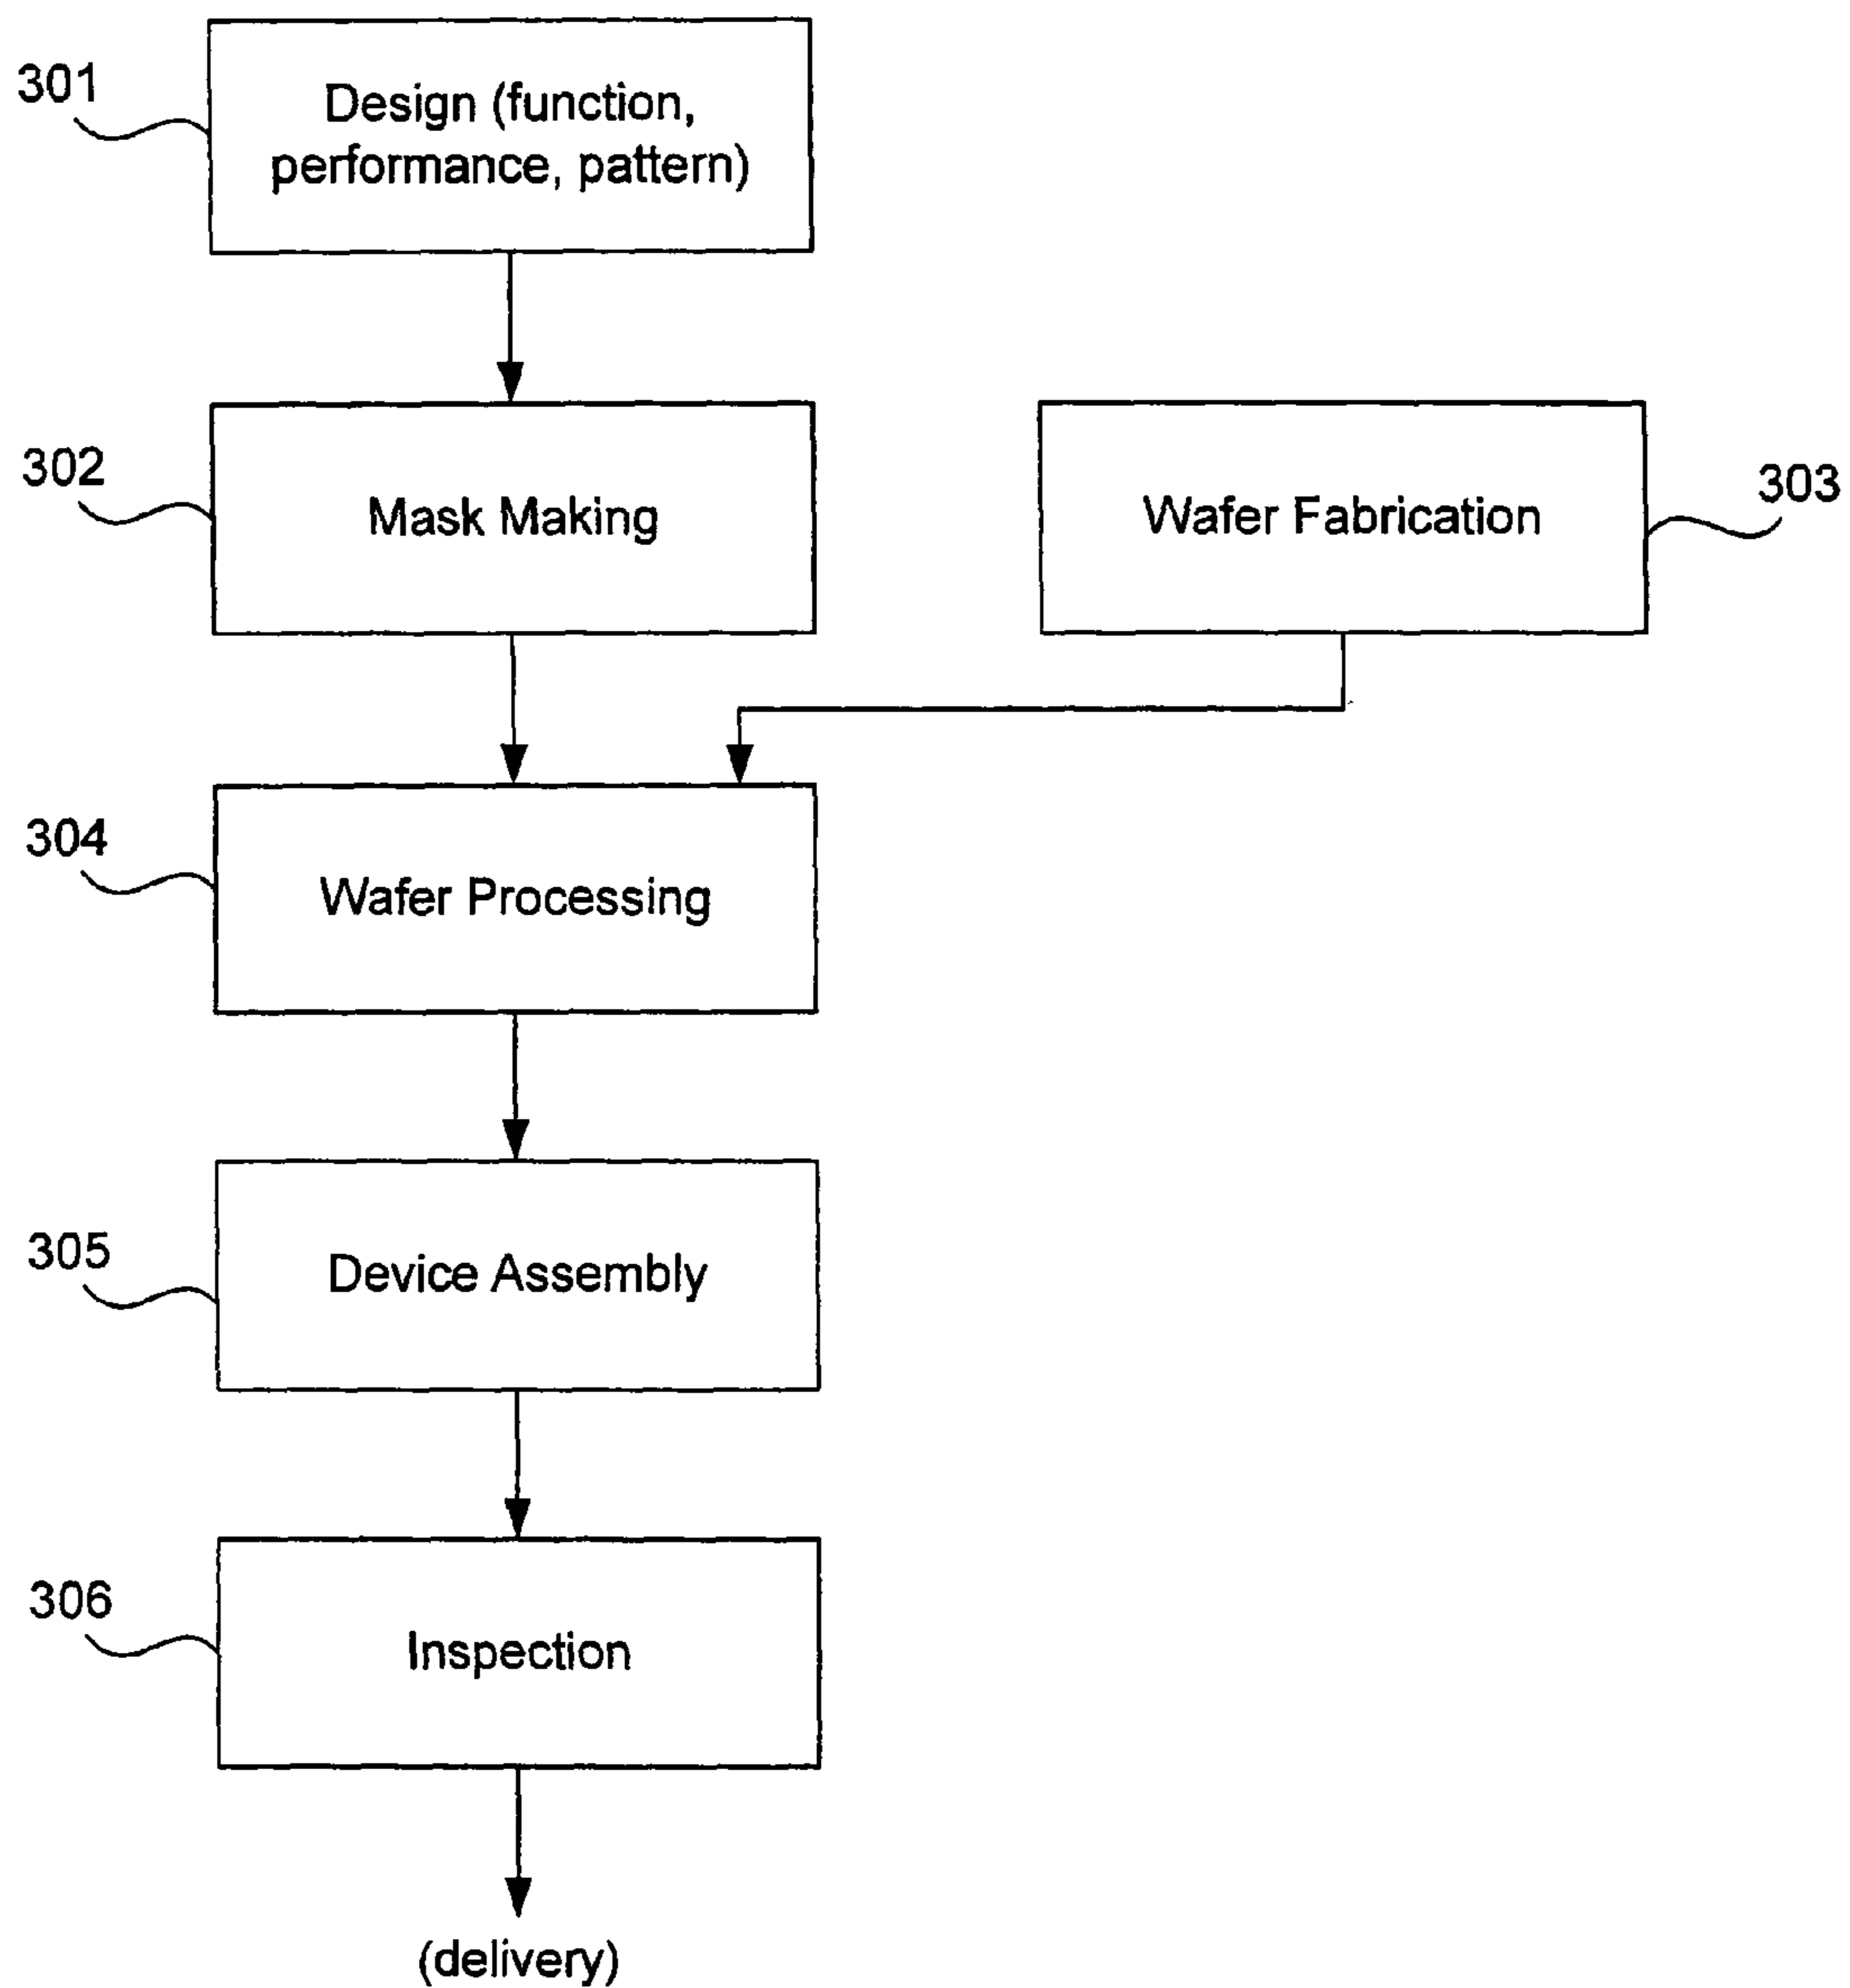 301
Design (function,
performance, pattern)
302
Mask Making
Wafer Fabrication
303
304
Wafer Processing
305
Device Assembly
306
Inspection
(delivery)